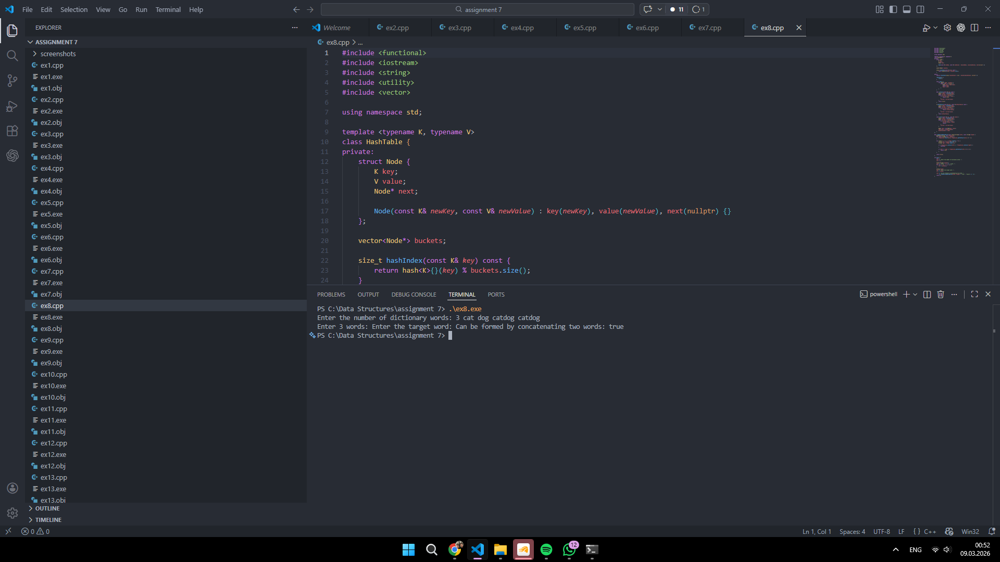 File Edit Selection View Go Run Terminal Help
assignment 7
11
1
EXPLORER
ASSIGNMENT 7
screenshots
ex1.cpp
ex1.exe
ex1.obj
ex2.cpp
ex2.exe
ex2.obj
ex3.cpp
ex3.exe
ex3.obj
ex4.cpp
ex4.exe
ex4.obj
ex5.cpp
ex5.exe
ex5.obj
ex6.cpp
ex6.exe
ex6.obj
ex7.cpp
ex7.exe
ex7.obj
ex8.cpp
ex8.exe
ex8.obj
ex9.cpp
ex9.exe
ex9.obj
ex10.cpp
ex10.exe
ex10.obj
ex11.cpp
ex11.exe
ex11.obj
ex12.cpp
ex12.exe
ex12.obj
ex13.cpp
ex13.exe
ex13.obj
OUTLINE
TIMELINE
Welcome ex2.cpp ex3.cpp ex4.cpp ex5.cpp ex6.cpp ex7.cpp ex8.cpp
ex8.cpp > ...
1 #include <functional>
2 #include <iostream>
3 #include <string>
4 #include <utility>
5 #include <vector>
6
7 using namespace std;
8
9 template <typename K, typename V>
10 class HashTable {
11 private:
12 struct Node {
13 K key;
14 V value;
15 Node* next;
16
17 Node(const K& newKey, const V& newValue) : key(newKey), value(newValue), next(nullptr) {}
18 };
19
20 vector<Node*> buckets;
21
22 size_t hashIndex(const K& key) const {
23 return hash<K>{}(key) % buckets.size();
24 }
PROBLEMS OUTPUT DEBUG CONSOLE TERMINAL PORTS
powershell
PS C:\Data Structures\assignment 7> .\ex8.exe
Enter the number of dictionary words: 3 cat dog catdog catdog
Enter 3 words: Enter the target word: Can be formed by concatenating two words: true
PS C:\Data Structures\assignment 7>
0 0
Ln 1, Col 1 Spaces: 4 UTF-8 LF {} C++ Win32
12
ENG
00:52
09.03.2026